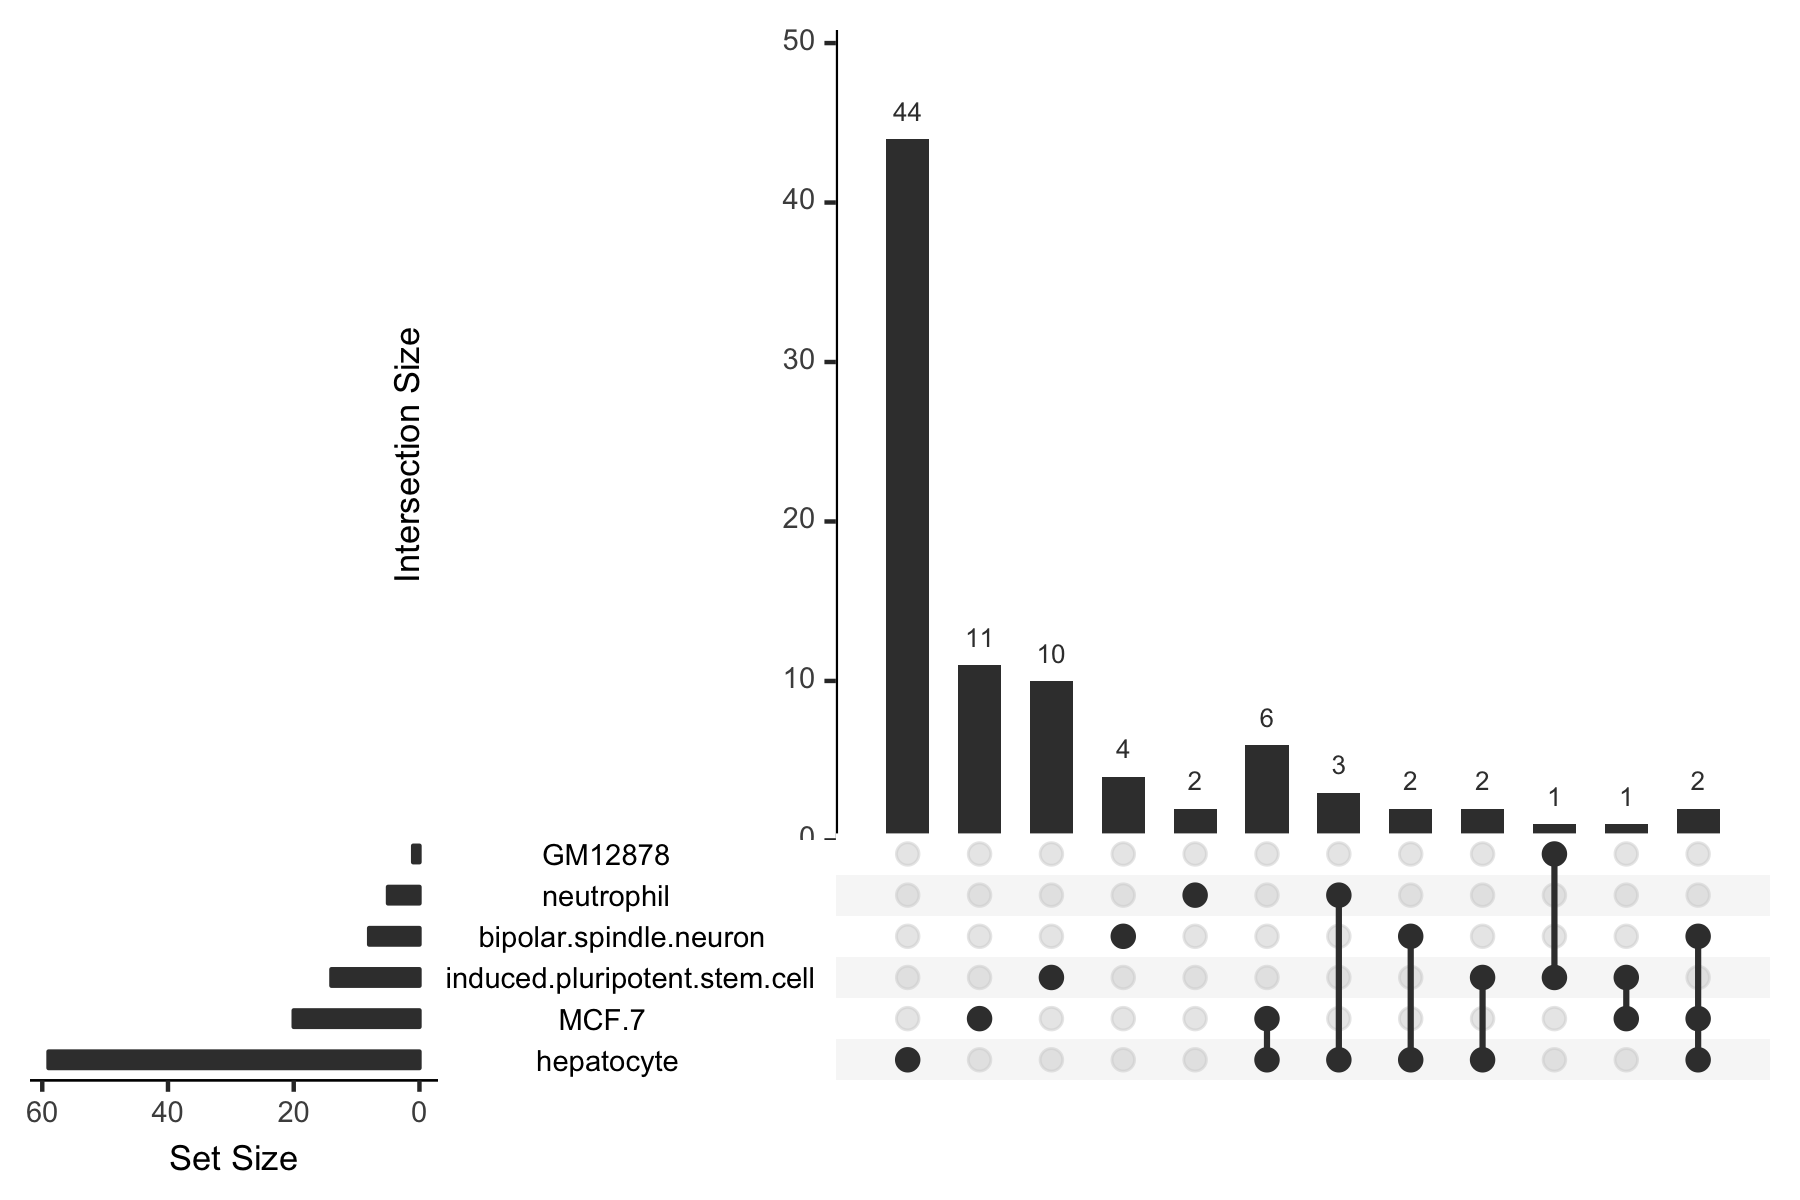 50
40
30
20
10
0
Intersection Size
44
11
10
4
2
6
3
2
2
1
1
2
GM12878
neutrophil
bipolar.spindle.neuron
induced.pluripotent.stem.cell
MCF.7
hepatocyte
60 40 20 0
Set Size